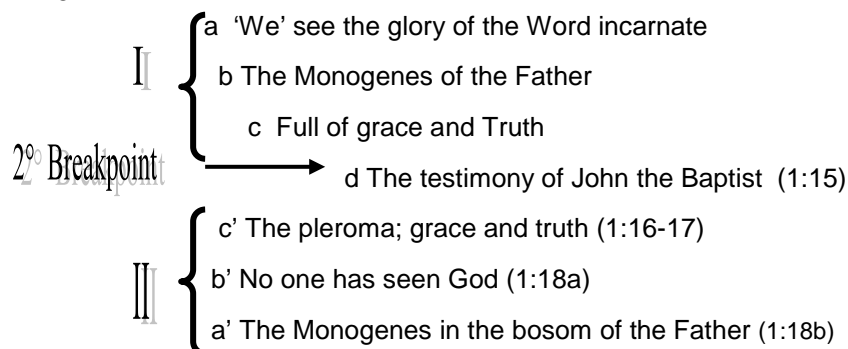 a ‘We’ see the glory of the Word incarnate
I
b The Monogenes of the Father
c Full of grace and Truth
2° Breakpoint
d The testimony of John the Baptist (1:15)
c’ The pleroma; grace and truth (1:16-17)
II
b’ No one has seen God (1:18a)
a’ The Monogenes in the bosom of the Father (1:18b)